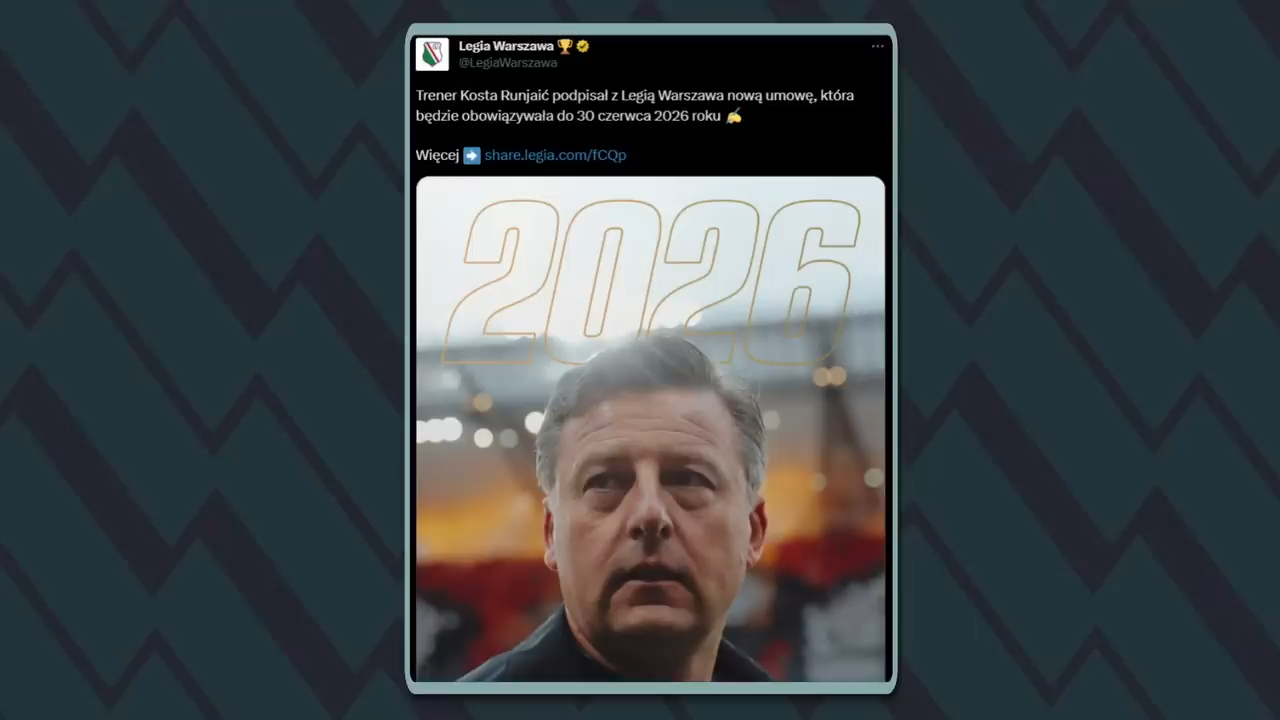 Legia Warszawa 🏆
@LegiaWarszawa
Trener Kosta Runjaić podpisał z Legią Warszawa nową umowę, która
będzie obowiązywała do 30 czerwca 2026 roku ✍️
Więcej ➡️ share.legia.com/fCQp
2026